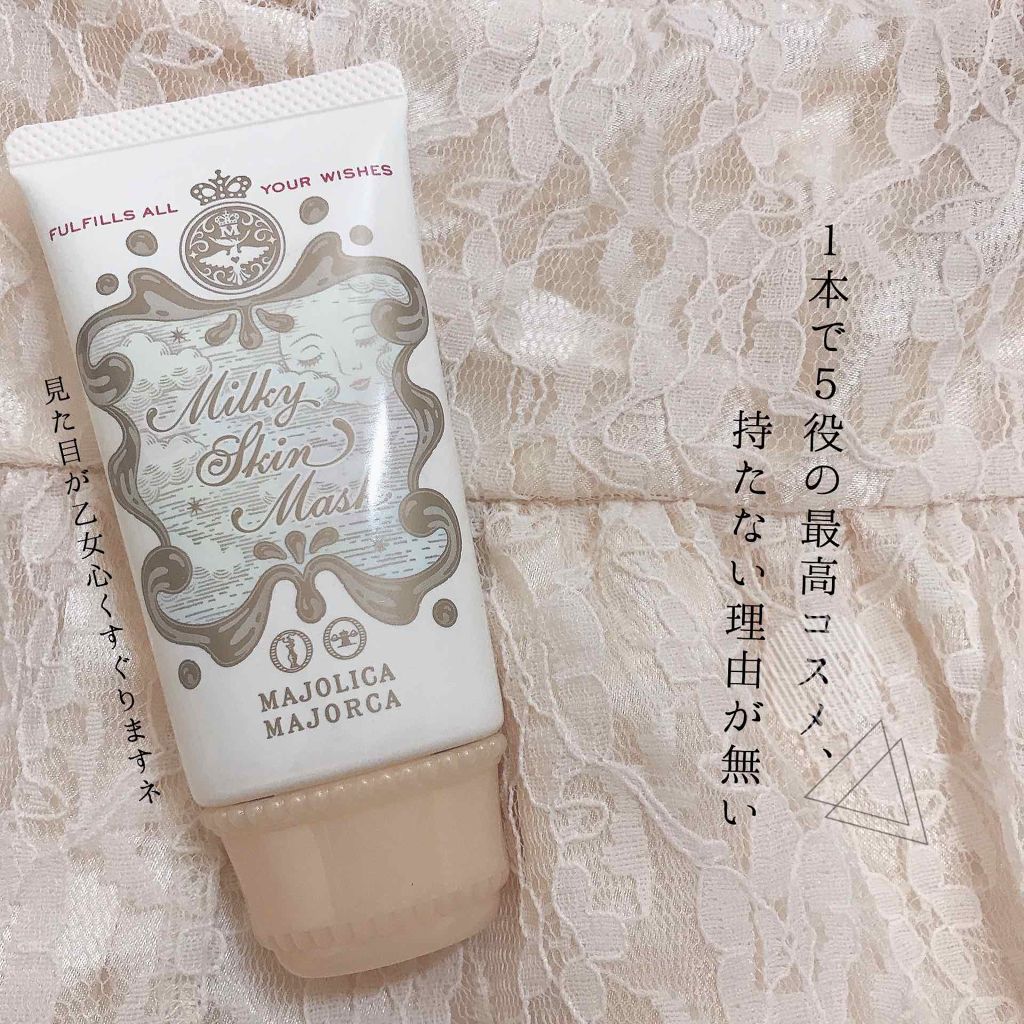 FULFILLS ALL YOUR WISHES
M
Milky
Skin
Mask
MAJOLICA
MAJORCA
1本で5役の最高コスメ、
持たない理由が無い
見た目が乙女心くすぐりますネ